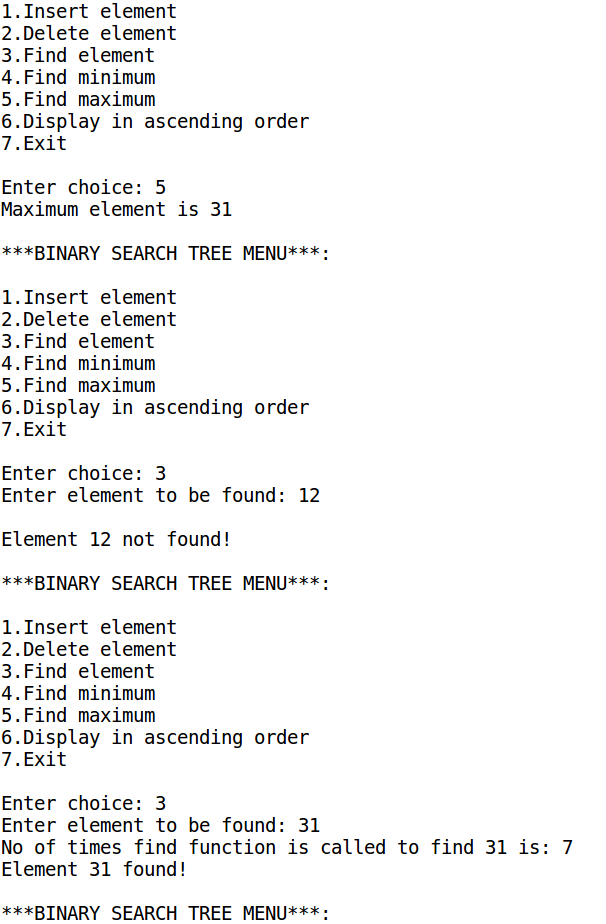 1.Insert element
2.Delete element
3.Find element
4.Find minimum
5.Find maximum
6.Display in ascending order
7.Exit
Enter choice: 5
Maximum element is 31
***BINARY SEARCH TREE MENU***:
1.Insert element
2.Delete element
3.Find element
4.Find minimum
5.Find maximum
6.Display in ascending order
7.Exit
Enter choice: 3
Enter element to be found: 12
Element 12 not found!
***BINARY SEARCH TREE MENU***:
1.Insert element
2.Delete element
3.Find element
4.Find minimum
5.Find maximum
6.Display in ascending order
7.Exit
Enter choice: 3
Enter element to be found: 31
No of times find function is called to find 31 is: 7
Element 31 found!
***BINARY SEARCH TREE MENU***: